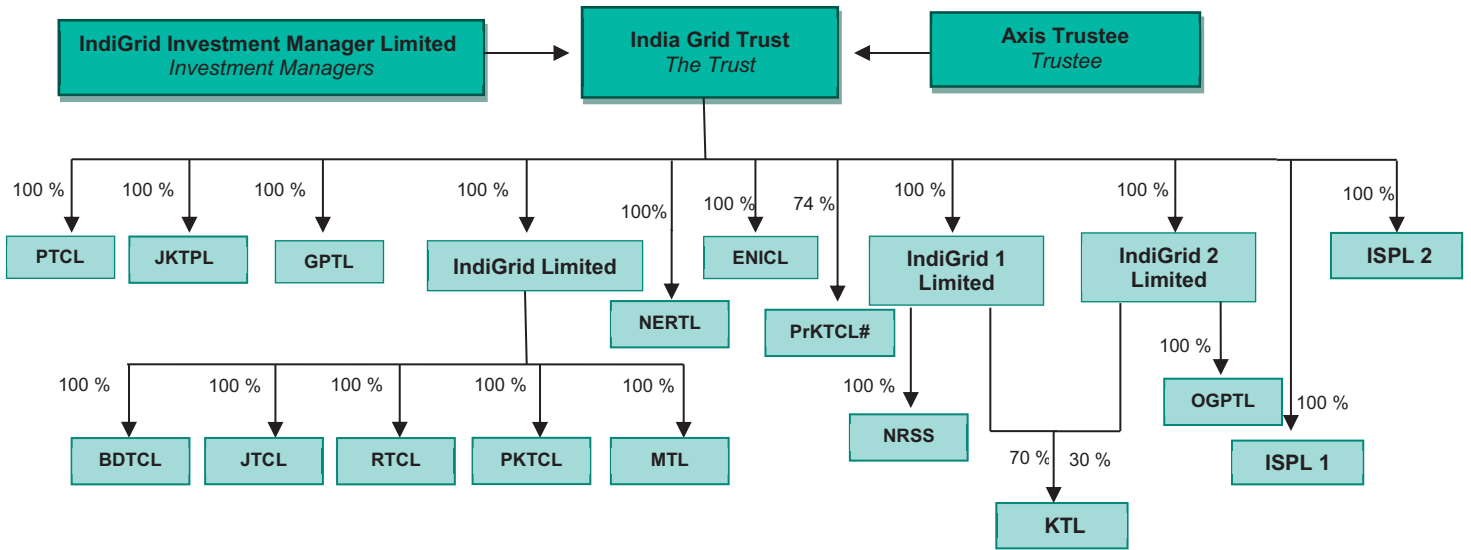 IndiGrid Investment Manager Limited
Investment Managers
India Grid Trust
The Trust
Axis Trustee
Trustee
100 %
100 %
100 %
100 %
100%
100 %
74 %
100 %
100 %
100 %
PTCL
JKTPL
GPTL
IndiGrid Limited
NERTL
ENICL
PrKTCL#
IndiGrid 1
Limited
IndiGrid 2
Limited
ISPL 2
100 %
100 %
100 %
100 %
100 %
100 %
100 %
100 %
BDTCL
JTCL
RTCL
PKTCL
MTL
NRSS
OGPTL
ISPL 1
70 %
30 %
KTL